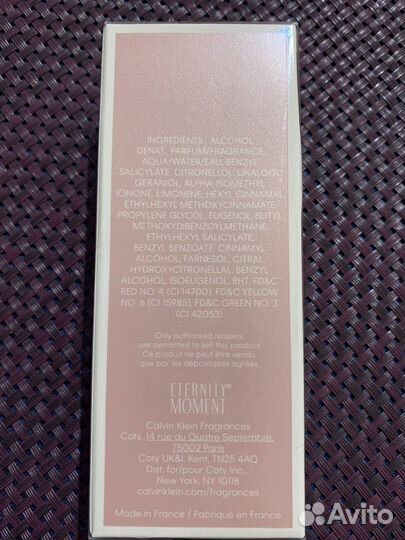 INGREDIENTS: ALCOHOL
DENAT., PARFUM/FRAGRANCE,
AQUA/WATER/EAU, BENZYL
SALICYLATE, CITRONELLOL, LINALOOL,
GERANIOL, ALPHA-ISOMETHYL
IONONE, LIMONENE, HEXYL CINNAMAL,
ETHYLHEXYL METHOXYCINNAMATE,
PROPYLENE GLYCOL, EUGENOL, BUTYL
METHOXYDIBENZOYLMETHANE,
ETHYLHEXYL SALICYLATE,
BENZYL BENZOATE, CINNAMYL
ALCOHOL, FARNESOL, CITRAL,
HYDROXYCITRONELLAL, BENZYL
ALCOHOL, ISOEUGENOL, BHT, FD&C
RED NO. 4 (CI 14700), FD&C YELLOW
NO. 6 (CI 15985), FD&C GREEN NO. 3
(CI 42053).
Only authorized retailers
are permitted to sell this product.
Ce produit ne peut être vendu
que par les dépositaires agréés.
ETERNITY®
MOMENT
Calvin Klein Fragrances
Coty, 14 rue du Quatre Septembre,
75002 Paris
Coty UK&I, Kent, TN25 4AQ
Dist. for/pour Coty Inc.,
New York, NY 10118
calvinklein.com/fragrances
Made in France / Fabriqué en France
Avito